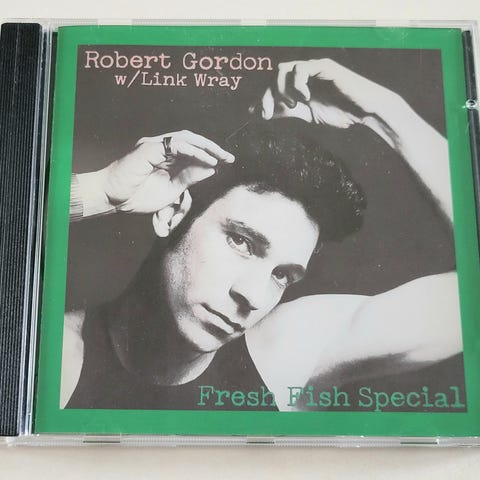 Robert Gordon
w/Link Wray
Fresh Fish Special